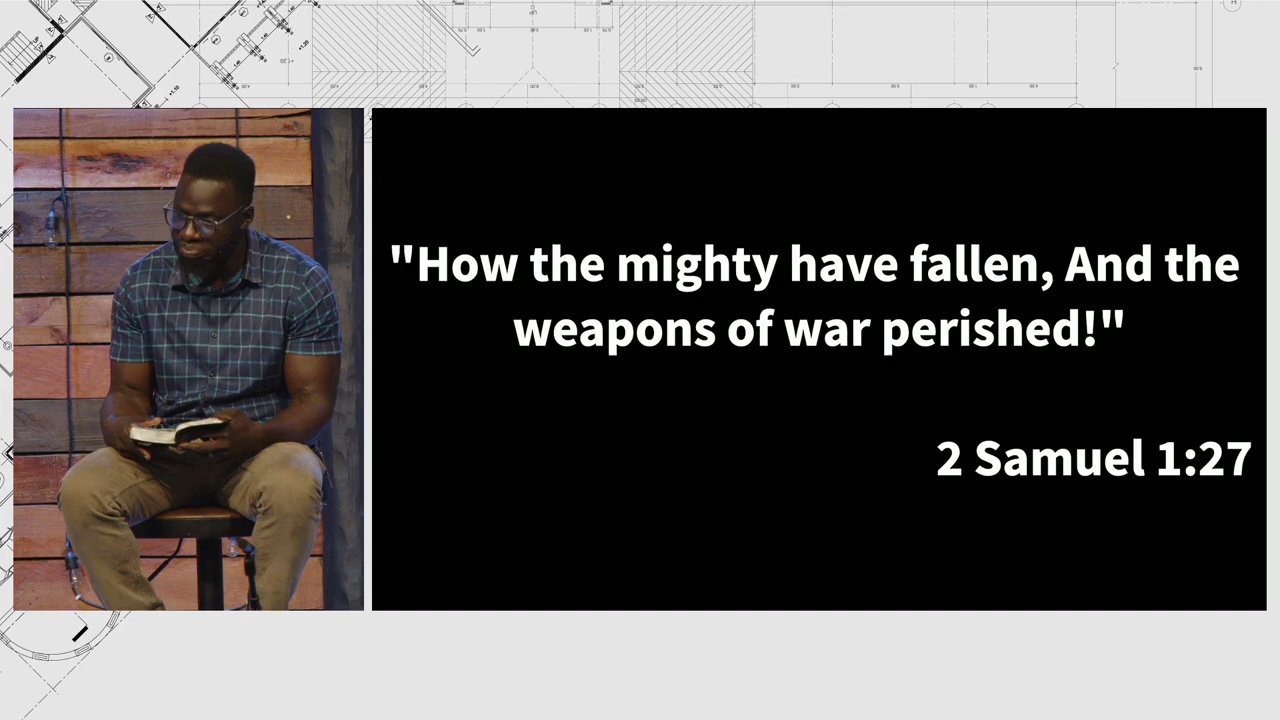 "How the mighty have fallen, And the
weapons of war perished!"
2 Samuel 1:27